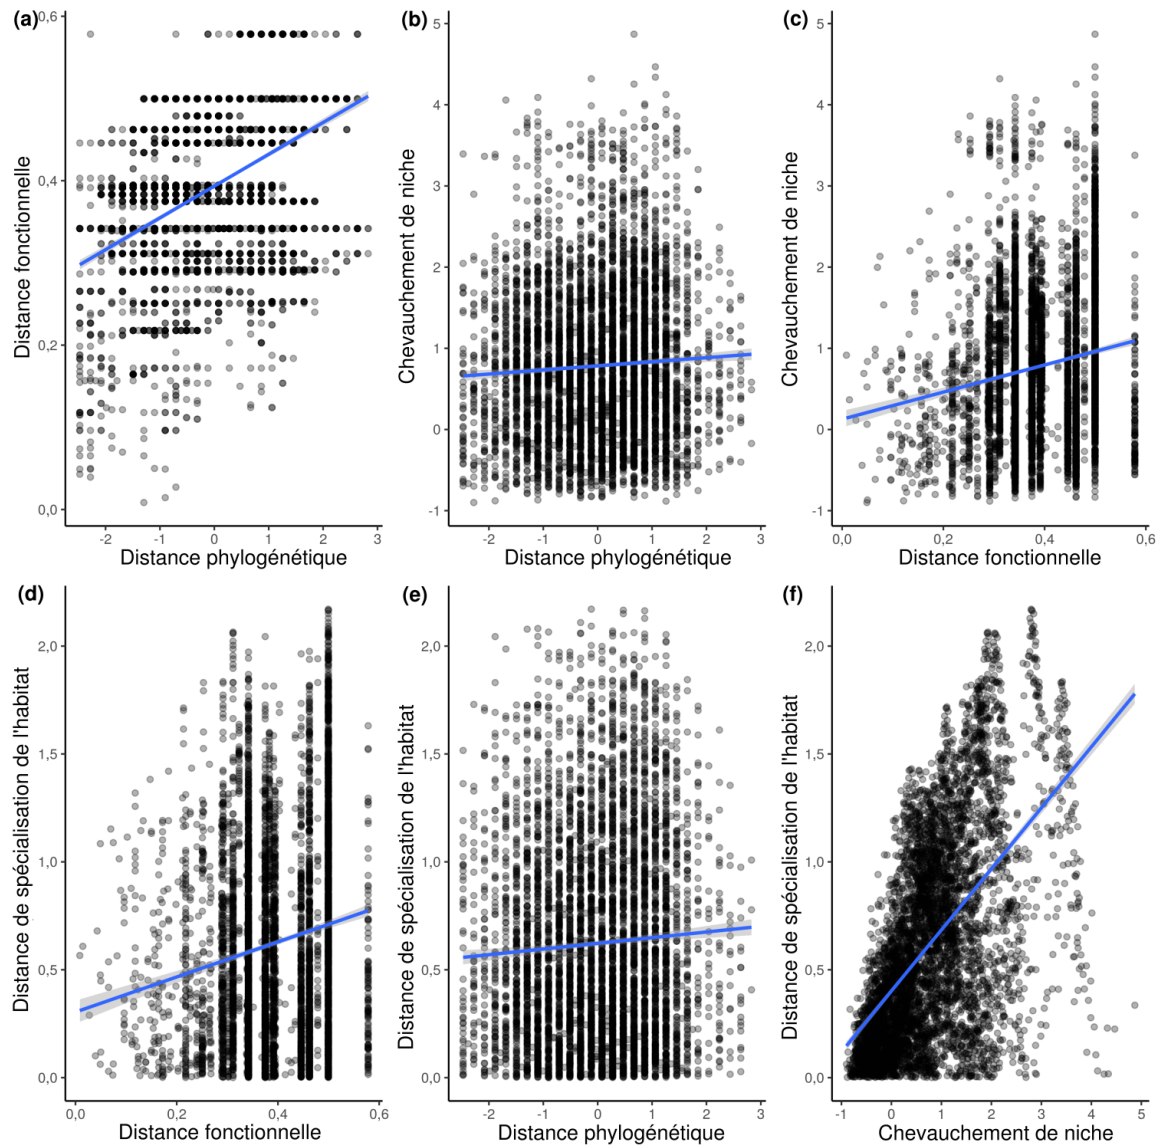 (a)
0,6
0,4
0,2
0,0
Distance fonctionnelle
-2 -1 0 1 2 3
Distance phylogénétique
(b)
5
4
3
2
1
0
-1
Chevauchement de niche
-2 -1 0 1 2 3
Distance phylogénétique
(c)
5
4
3
2
1
0
-1
Chevauchement de niche
0,0 0,2 0,4 0,6
Distance fonctionnelle
(d)
2,0
1,5
1,0
0,5
0,0
Distance de spécialisation de l'habitat
0,0 0,2 0,4 0,6
Distance fonctionnelle
(e)
2,0
1,5
1,0
0,5
0,0
Distance de spécialisation de l'habitat
-2 -1 0 1 2 3
Distance phylogénétique
(f)
2,0
1,5
1,0
0,5
0,0
Distance de spécialisation de l'habitat
-1 0 1 2 3 4 5
Chevauchement de niche